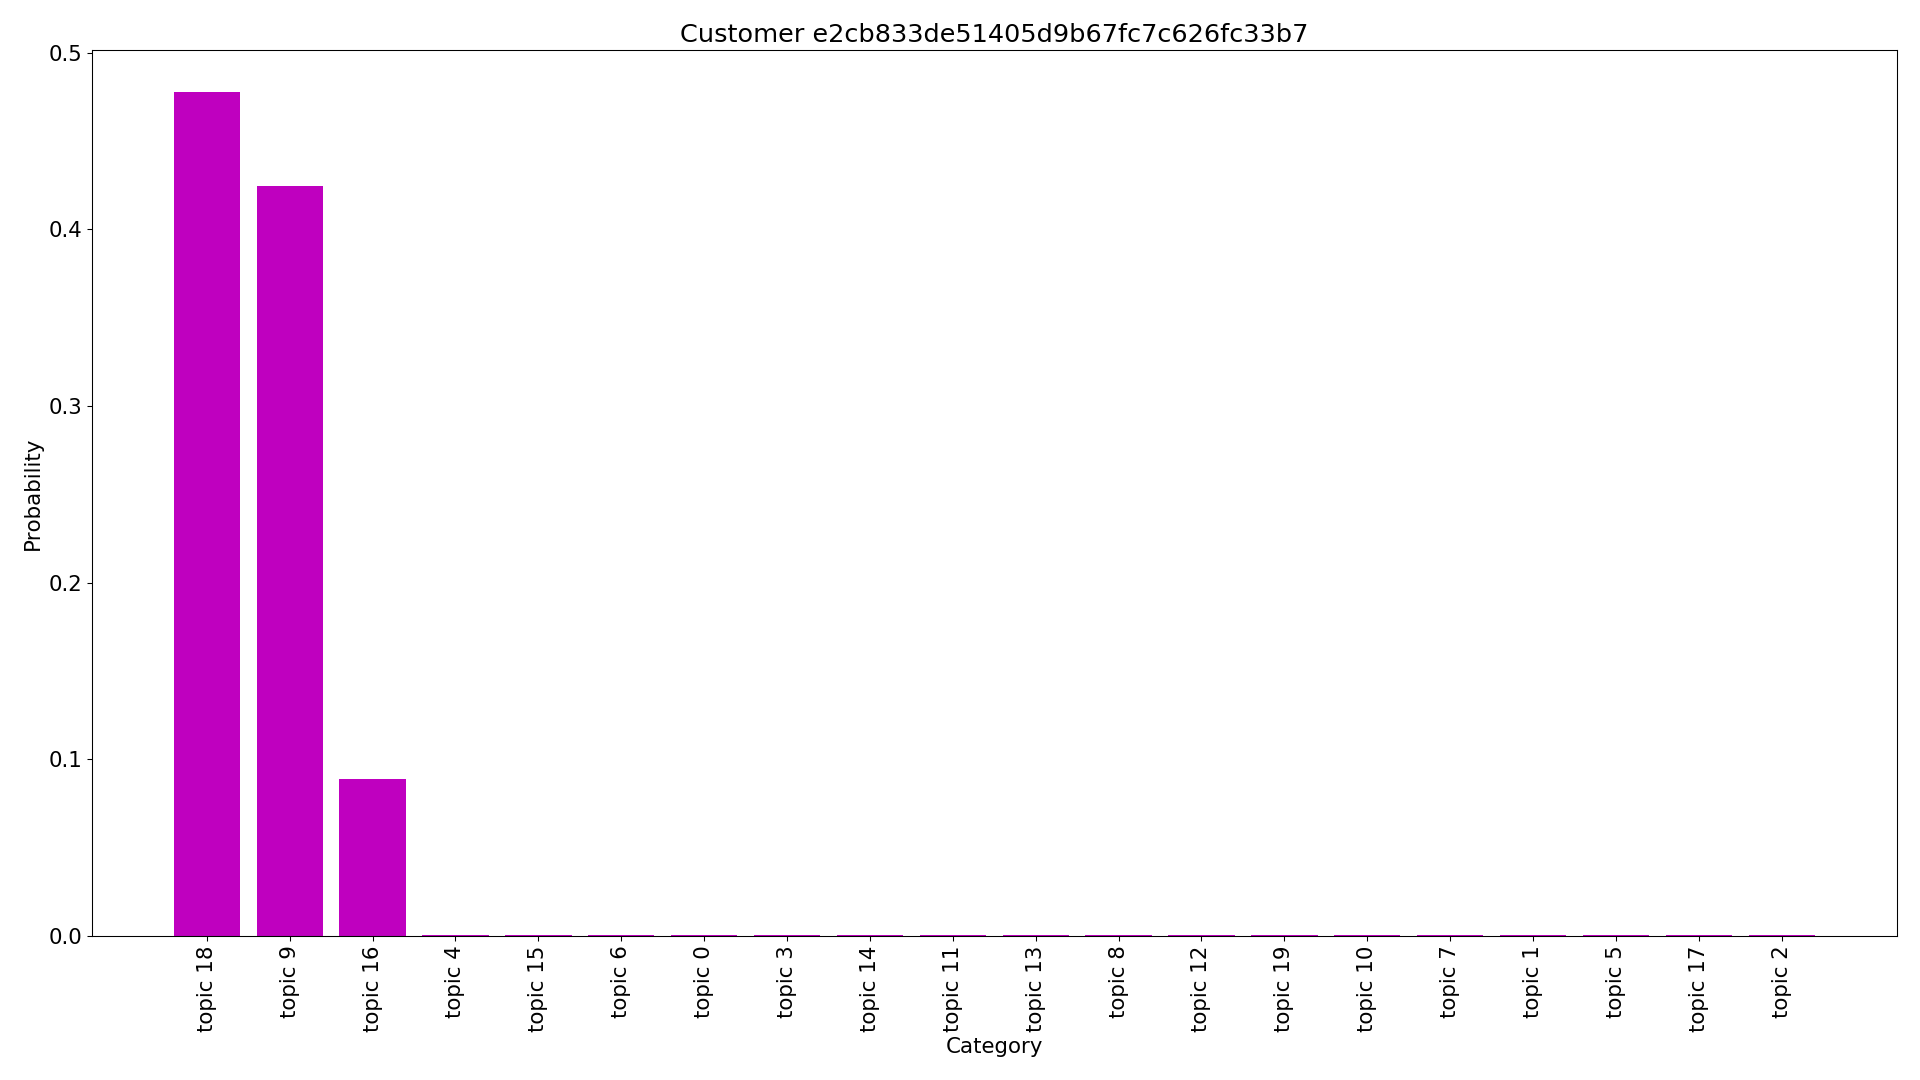 Customer e2cb833de51405d9b67fc7c626fc33b7
Probability
0.5
0.4
0.3
0.2
0.1
0.0
topic 18
topic 9
topic 16
topic 4
topic 15
topic 6
topic 0
topic 3
topic 14
topic 11
topic 13
topic 8
topic 12
topic 19
topic 10
topic 7
topic 1
topic 5
topic 17
topic 2
Category